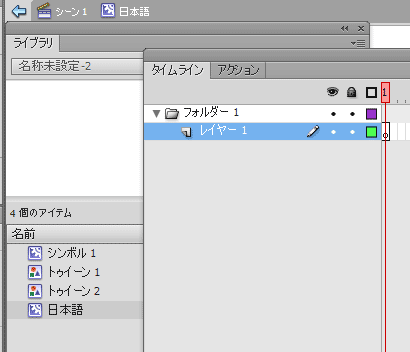 シーン 1 日本語
ライブラリ
名称未設定-2
タイムライン アクション
1
フォルダー 1
レイヤー 1
4 個のアイテム
名前
シンボル 1
トゥイーン 1
トゥイーン 2
日本語